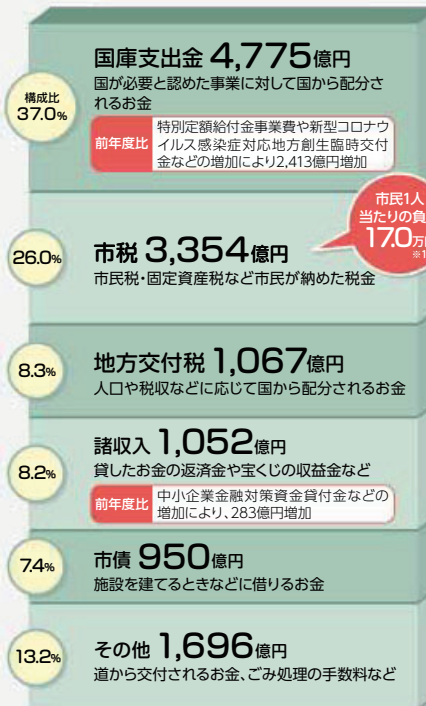 構成比
37.0%
国庫支出金 4,775億円
国が必要と認めた事業に対して国から配分さ
れるお金
前年度比
特別定額給付金事業費や新型コロナウ
イルス感染症対応地方創生臨時交付
金などの増加により2,413億円増加
26.0%
市税 3,354億円
市民税・固定資産税など市民が納めた税金
市民1人
当たりの負
17.0万
※1
8.3%
地方交付税 1,067億円
人口や税収などに応じて国から配分されるお金
8.2%
諸収入 1,052億円
貸したお金の返済金や宝くじの収益金など
前年度比
中小企業金融対策資金貸付金などの
増加により、283億円増加
7.4%
市債 950億円
施設を建てるときなどに借りるお金
13.2%
その他 1,696億円
道から交付されるお金、ごみ処理の手数料など